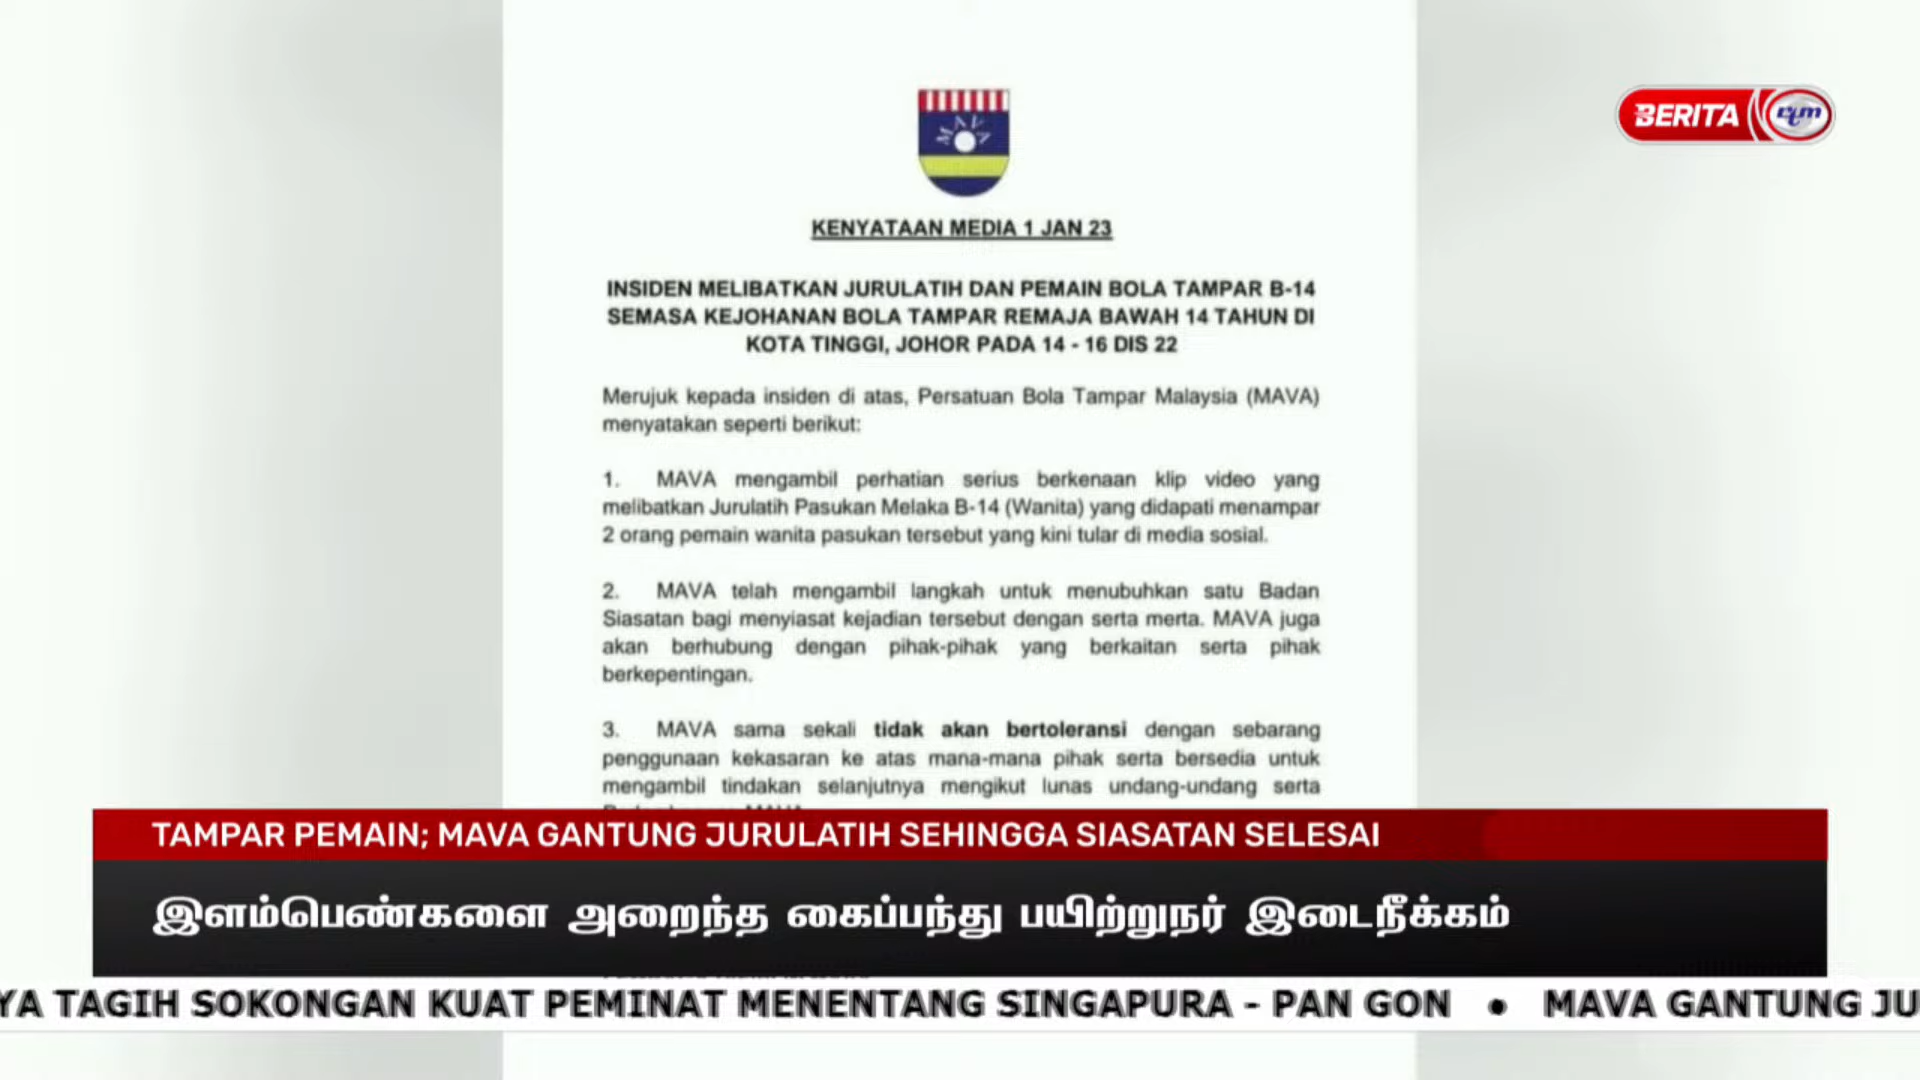 MAVA
BERITA rtm
KENYATAAN MEDIA 1 JAN 23
INSIDEN MELIBATKAN JURULATIH DAN PEMAIN BOLA TAMPAR B-14
SEMASA KEJOHANAN BOLA TAMPAR REMAJA BAWAH 14 TAHUN DI
KOTA TINGGI, JOHOR PADA 14 - 16 DIS 22
Merujuk kepada insiden di atas, Persatuan Bola Tampar Malaysia (MAVA)
menyatakan seperti berikut:
1. MAVA mengambil perhatian serius berkenaan klip video yang
melibatkan Jurulatih Pasukan Melaka B-14 (Wanita) yang didapati menampar
2 orang pemain wanita pasukan tersebut yang kini tular di media sosial.
2. MAVA telah mengambil langkah untuk menubuhkan satu Badan
Siasatan bagi menyiasat kejadian tersebut dengan serta merta. MAVA juga
akan berhubung dengan pihak-pihak yang berkaitan serta pihak
berkepentingan.
3. MAVA sama sekali tidak akan bertoleransi dengan sebarang
penggunaan kekasaran ke atas mana-mana pihak serta bersedia untuk
mengambil tindakan selanjutnya mengikut lunas undang-undang serta
TAMPAR PEMAIN; MAVA GANTUNG JURULATIH SEHINGGA SIASATAN SELESAI
இளம்பெண்களை அறைந்த கைப்பந்து பயிற்றுநர் இடைநீக்கம்
YA TAGIH SOKONGAN KUAT PEMINAT MENENTANG SINGAPURA - PAN GON • MAVA GANTUNG JU